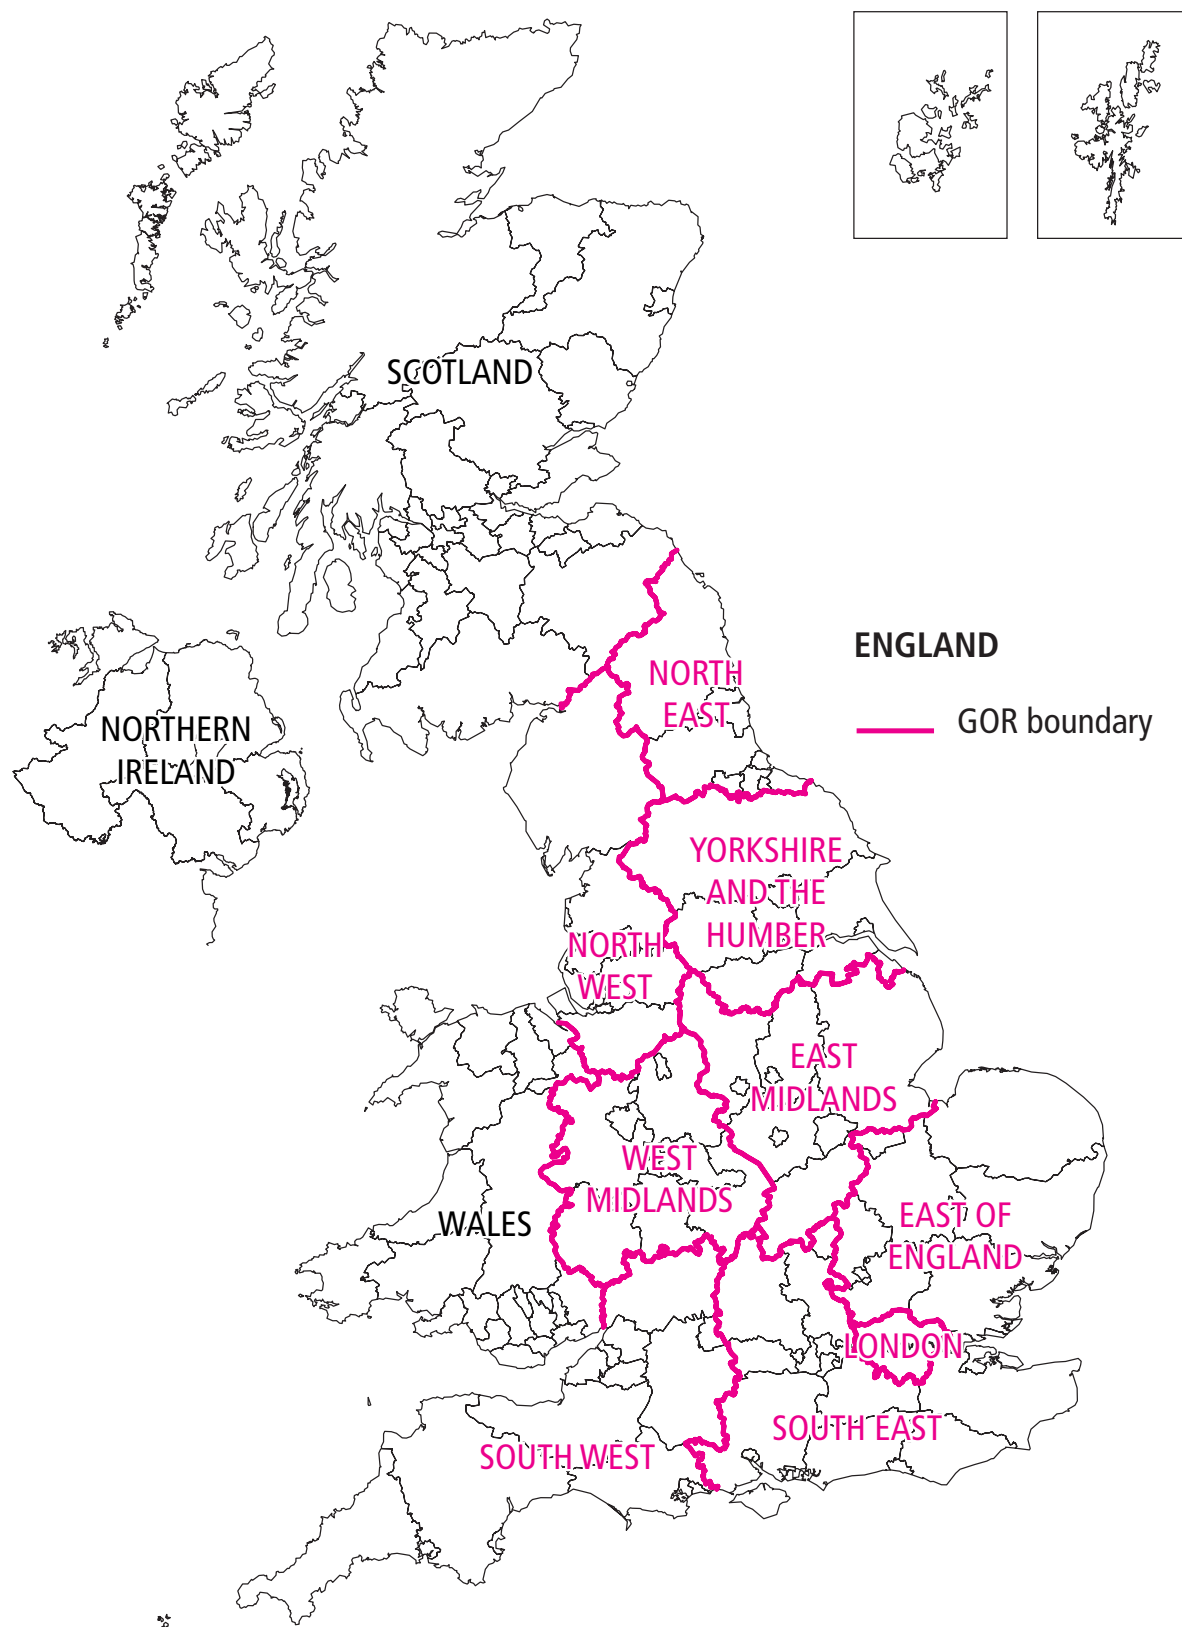 SCOTLAND
NORTH
EAST
ENGLAND
GOR boundary
NORTHERN
IRELAND
YORKSHIRE
AND THE
HUMBER
NORTH
WEST
EAST
MIDLANDS
WEST
MIDLANDS
WALES
EAST OF
ENGLAND
LONDON
SOUTH EAST
SOUTH WEST